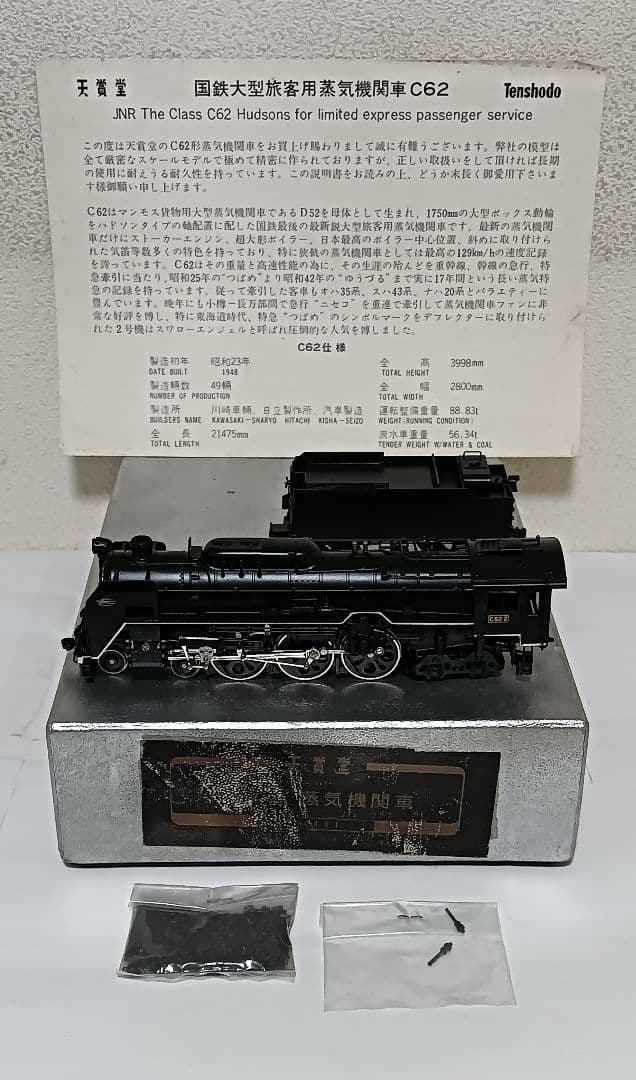 天賞堂 国鉄大型旅客用蒸気機関車C62 Tenshodo
JNR The Class C62 Hudsons for limited express passenger service
この度は天賞堂のC62形蒸気機関車をお買上げ賜わりまして誠に有難うございます。弊社の模型は
全て厳密なスケールモデルで極めて精密に作られておりますが、正しい取扱いをして頂ければ長期
の使用に耐えうる耐久性を持っています。この説明書をお読みの上、どうか末長く御愛用下さいま
す様御願い申し上げます。
C62はマンモス貨物用大型蒸気機関車であるD52を母体として生まれ、1750mmの大型ボックス動輪
をハドソンタイプの軸配置に配した国鉄最後の最新鋭大型旅客用蒸気機関車です。最新の蒸気機関
車だけにストーカーエンジン、超大形ボイラー、日本最高のボイラー中心位置、斜めに取り付けら
れた気笛等数多くの特色を持っており、特に狭軌の蒸気機関車としては最高の129km/hの速度記録
を誇っています。C62はその重量と高速性能の為に、その生涯の殆んどを重幹線、幹線の急行、特
急牽引に当たり、昭和25年の"つばめ"より昭和42年の"ゆうづる"まで実に17年間という長い蒸気特
急の記録を持っています。従って牽引した客車もオハ35系、スハ43系、ナハ20系とバラエティーに
豊んでいます。晩年にも小樽-長万部間で急行"ニセコ"を重連で牽引して蒸気機関車ファンに非
常な好評を博し、特に東海道時代、特急"つばめ"のシンボルマークをデフレクターに取り付けら
れた2号機はスワローエンジェルと呼ばれ圧倒的な人気を博しました。
C62仕様
製造初年 昭和23年 全高 3998mm
DATE BUILT 1948 TOTAL HEIGHT
製造輛数 49輛 全幅 2800mm
NUMBER OF PRODUCTION TOTAL WIDTH
製造所 川崎車輛、日立製作所、汽車製造 運転整備重量 88.83t
BUILDERS NAME KAWASAKI-SHARYO HITACHI KISHA-SEIZO WEIGHT (RUNNING CONDITION)
全長 21475mm 炭水車重量 56.34t
TOTAL LENGTH TENDER WEIGHT W/WATER & COAL
C62 2
天賞堂
蒸気機関車